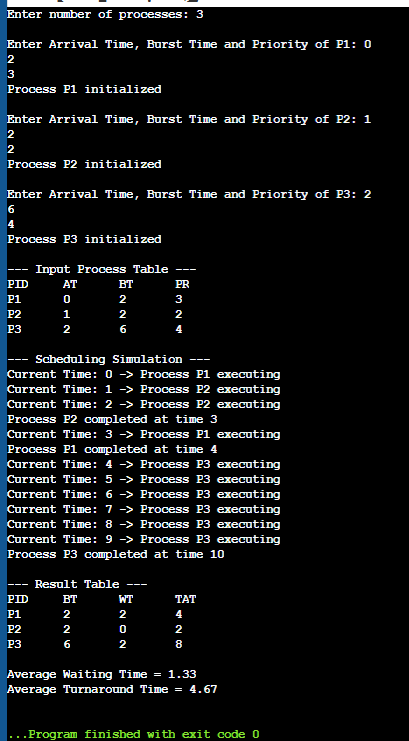 Enter number of processes: 3
Enter Arrival Time, Burst Time and Priority of P1: 0
2
3
Process P1 initialized
Enter Arrival Time, Burst Time and Priority of P2: 1
2
2
Process P2 initialized
Enter Arrival Time, Burst Time and Priority of P3: 2
6
4
Process P3 initialized
--- Input Process Table ---
PID AT BT PR
P1 0 2 3
P2 1 2 2
P3 2 6 4
--- Scheduling Simulation ---
Current Time: 0 -> Process P1 executing
Current Time: 1 -> Process P2 executing
Current Time: 2 -> Process P2 executing
Process P2 completed at time 3
Current Time: 3 -> Process P1 executing
Process P1 completed at time 4
Current Time: 4 -> Process P3 executing
Current Time: 5 -> Process P3 executing
Current Time: 6 -> Process P3 executing
Current Time: 7 -> Process P3 executing
Current Time: 8 -> Process P3 executing
Current Time: 9 -> Process P3 executing
Process P3 completed at time 10
--- Result Table ---
PID BT WT TAT
P1 2 2 4
P2 2 0 2
P3 6 2 8
Average Waiting Time = 1.33
Average Turnaround Time = 4.67
...Program finished with exit code 0